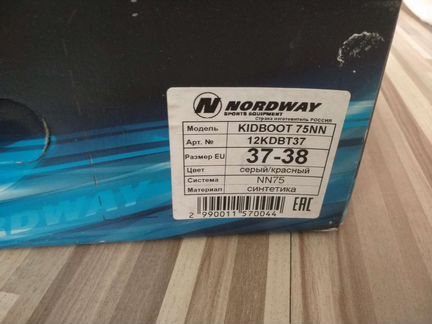 NORDWAY
SPORTS EQUIPMENT
Страна изготовитель РОССИЯ
Модель KIDBOOT 75NN
Арт. № 12KDBT37
Размер EU 37-38
Цвет серый/красный
Система NN75
Материал синтетика
2 990011 570044
EAC
NORDWAY